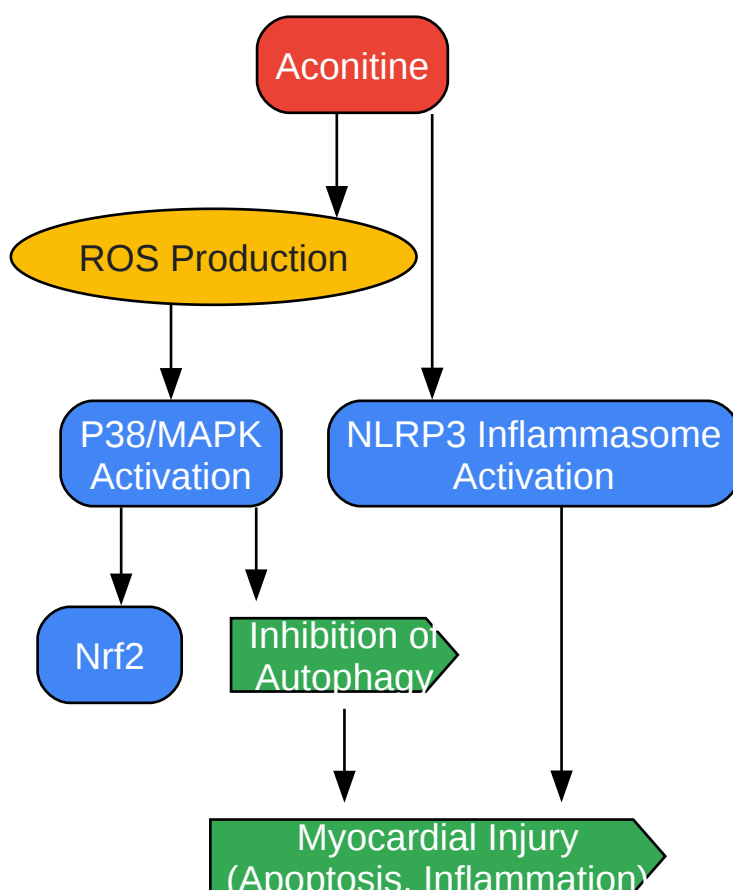 Aconitine
ROS Production
P38/MAPK
Activation
NLRP3 Inflammasome
Activation
Nrf2
Inhibition of
Autophagy
Myocardial Injury
(Apoptosis, Inflammation)